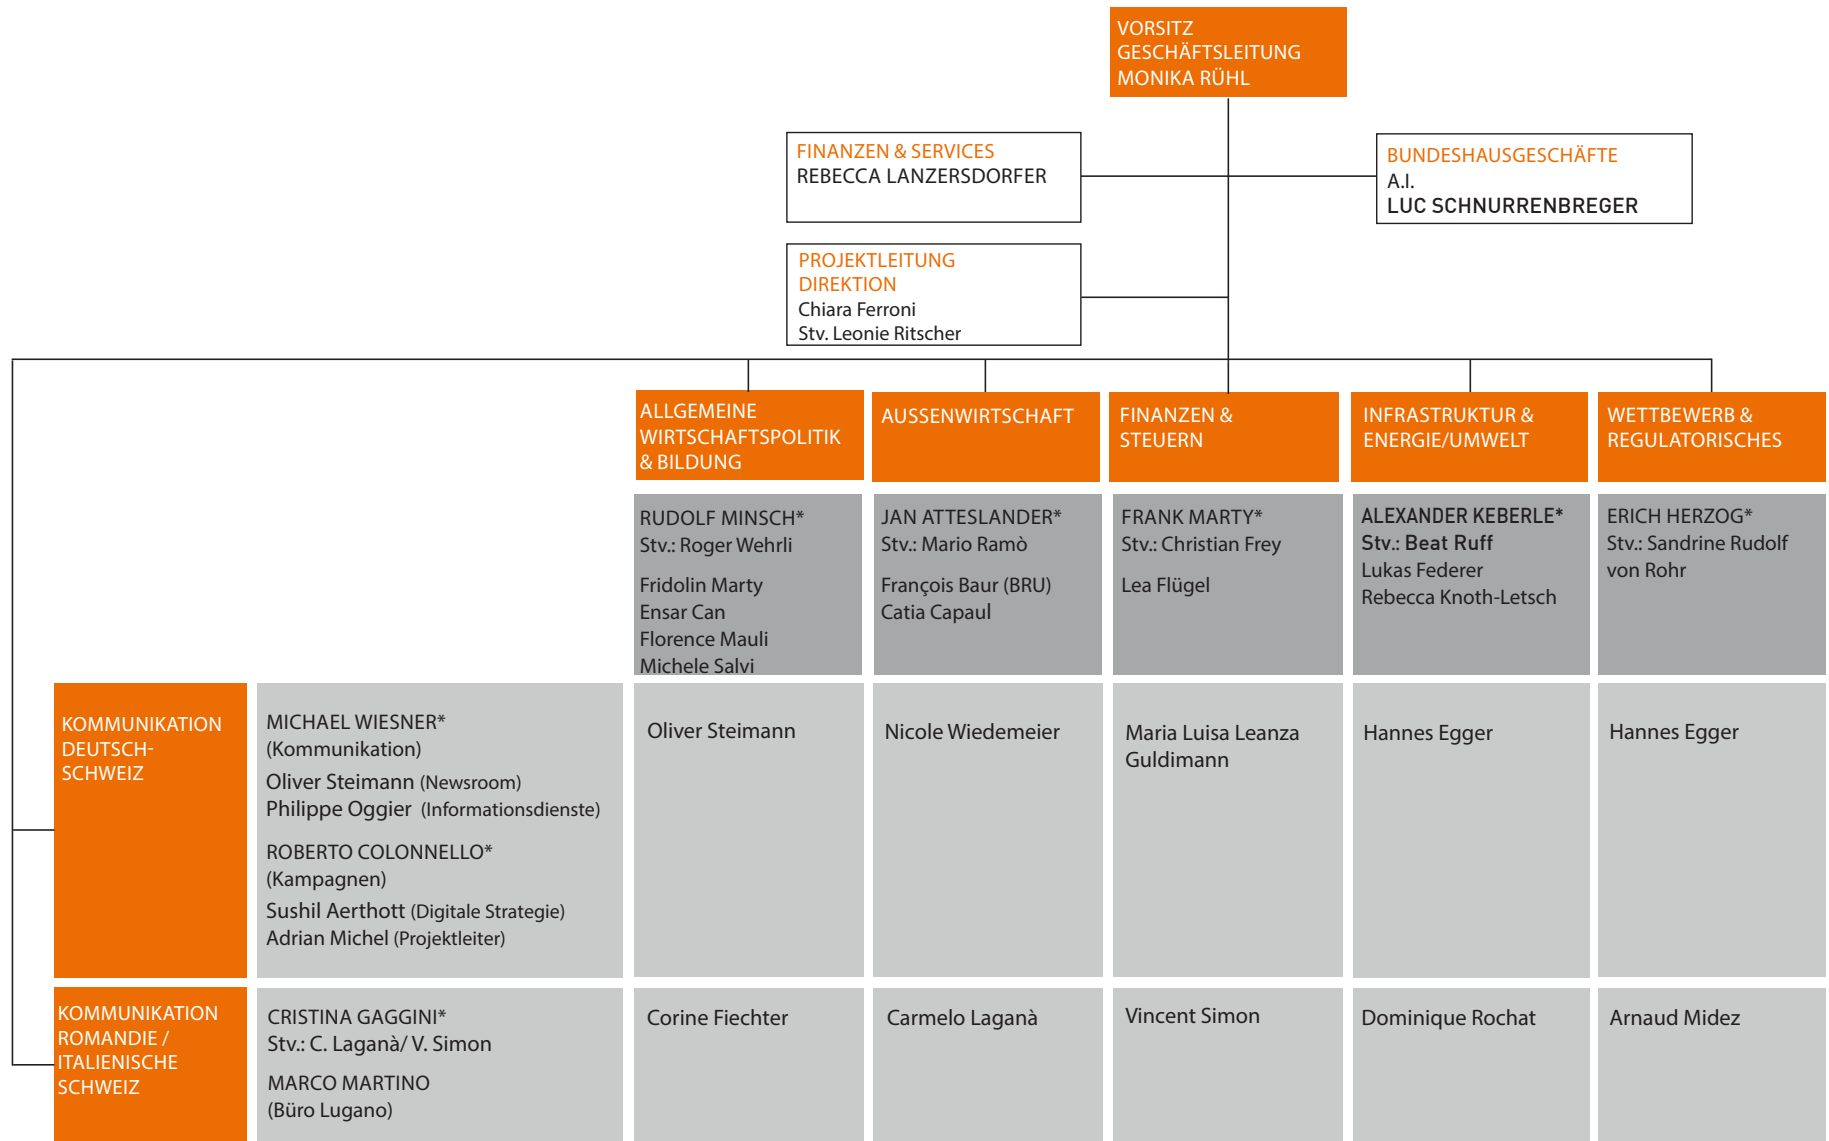 VORSITZ
GESCHÄFTSLEITUNG
MONIKA RÜHL
FINANZEN & SERVICES
REBECCA LANZERSDORFER
BUNDESHAUSGESCHÄFTE
A.I.
LUC SCHNURRENBREGER
PROJEKTLEITUNG
DIREKTION
Chiara Ferroni
Stv. Leonie Ritscher
ALLGEMEINE
WIRTSCHAFTSPOLITIK
& BILDUNG
AUSSENWIRTSCHAFT
FINANZEN &
STEUERN
INFRASTRUKTUR &
ENERGIE/UMWELT
WETTBEWERB &
REGULATORISCHES
RUDOLF MINSCH*
Stv.: Roger Wehrli
Fridolin Marty
Ensar Can
Florence Mauli
Michele Salvi
JAN ATTESLANDER*
Stv.: Mario Ramò
François Baur (BRU)
Catia Capaul
FRANK MARTY*
Stv.: Christian Frey
Lea Flügel
ALEXANDER KEBERLE*
Stv.: Beat Ruff
Lukas Federer
Rebecca Knoth-Letsch
ERICH HERZOG*
Stv.: Sandrine Rudolf
von Rohr
KOMMUNIKATION
DEUTSCH-
SCHWEIZ
MICHAEL WIESNER*
(Kommunikation)
Oliver Steimann (Newsroom)
Philippe Oggier (Informationsdienste)
ROBERTO COLONNELLO*
(Kampagnen)
Sushil Aerthott (Digitale Strategie)
Adrian Michel (Projektleiter)
Oliver Steimann
Nicole Wiedemeier
Maria Luisa Leanza
Guldimann
Hannes Egger
Hannes Egger
KOMMUNIKATION
ROMANDIE /
ITALIENISCHE
SCHWEIZ
CRISTINA GAGGINI*
Stv.: C. Laganà/ V. Simon
MARCO MARTINO
(Büro Lugano)
Corine Fiechter
Carmelo Laganà
Vincent Simon
Dominique Rochat
Arnaud Midez